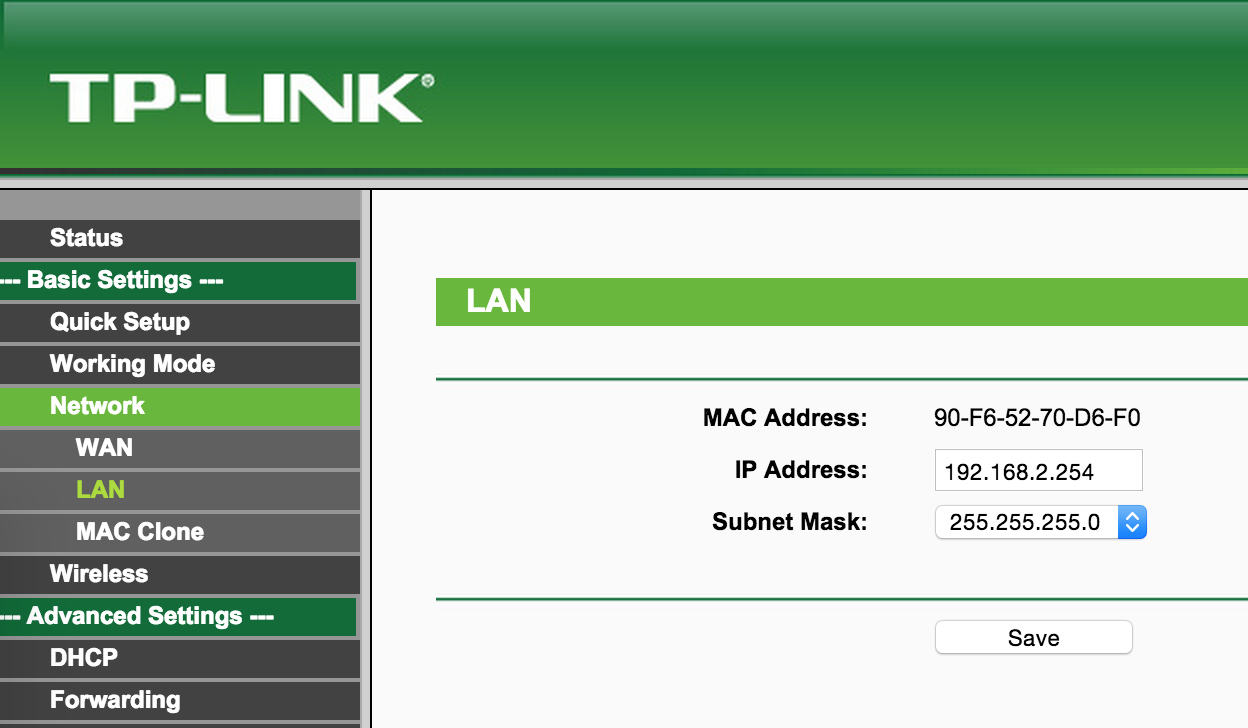 TP-LINK®
Status
--- Basic Settings ---
Quick Setup
Working Mode
Network
WAN
LAN
MAC Clone
Wireless
--- Advanced Settings ---
DHCP
Forwarding
LAN
MAC Address: 90-F6-52-70-D6-F0
IP Address: 192.168.2.254
Subnet Mask: 255.255.255.0
Save